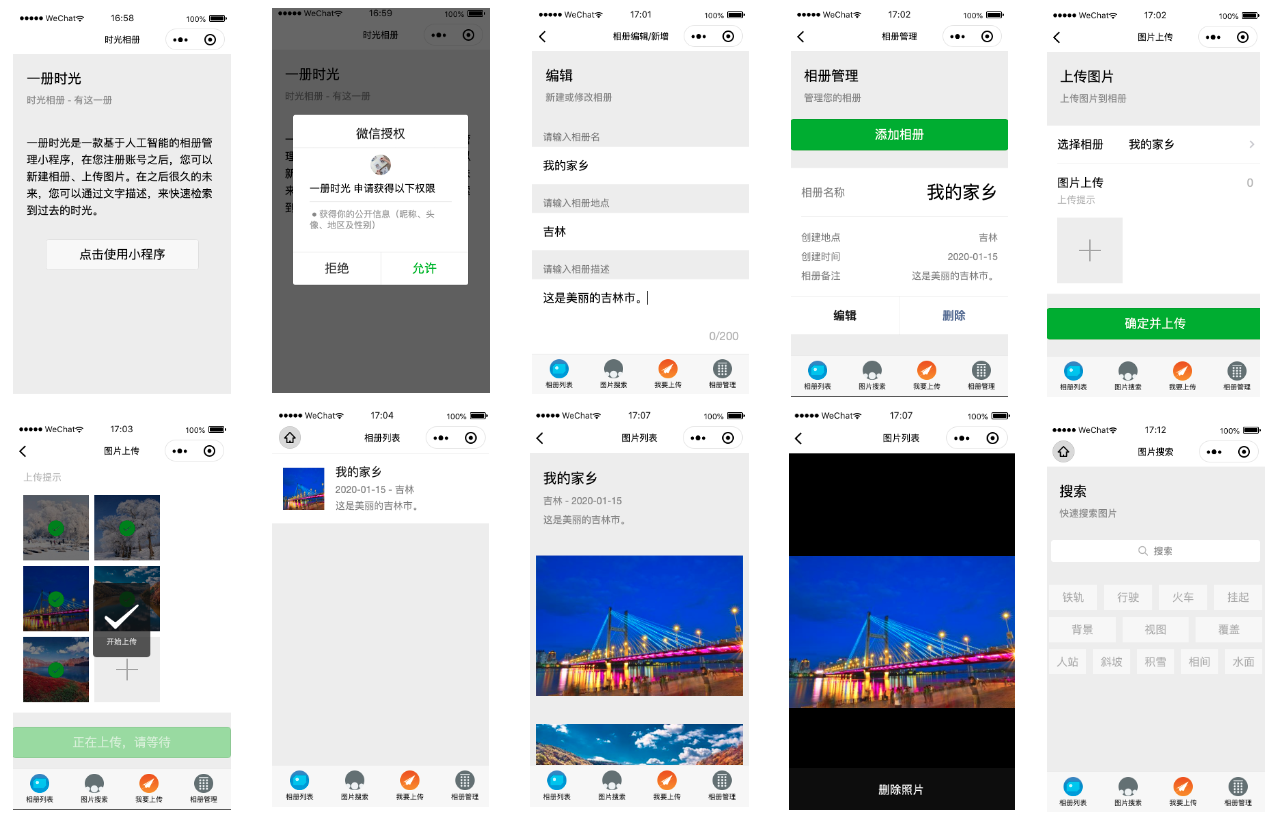 ●●●●● WeChat 16:58 100%
时光相册
一册时光
时光相册 - 有这一册
一册时光是一款基于人工智能的相册管
理小程序，在您注册账号之后，您可以
新建相册、上传图片。在之后很久的未
来，您可以通过文字描述，来快速检索
到过去的时光。
点击使用小程序
●●●●● WeChat 16:59 100%
时光相册
一册时光
时光相册 - 有这一册
微信授权
一册时光 申请获得以下权限
● 获得你的公开信息（昵称、头
像、地区及性别）
拒绝 允许
●●●●● WeChat 17:01 100%
相册编辑/新增
编辑
新建或修改相册
请输入相册名
我的家乡
请输入相册地点
吉林
请输入相册描述
这是美丽的吉林市。
0/200
相册列表 图片搜索 我要上传 相册管理
●●●●● WeChat 17:02 100%
相册管理
相册管理
管理您的相册
添加相册
相册名称 我的家乡
创建地点 吉林
创建时间 2020-01-15
相册备注 这是美丽的吉林市。
编辑 删除
相册列表 图片搜索 我要上传 相册管理
●●●●● WeChat 17:02 100%
图片上传
上传图片
上传图片到相册
选择相册 我的家乡
图片上传 0
上传提示
确定并上传
相册列表 图片搜索 我要上传 相册管理
●●●●● WeChat 17:03 100%
图片上传
上传提示
开始上传
正在上传，请等待
相册列表 图片搜索 我要上传 相册管理
●●●●● WeChat 17:04 100%
相册列表
我的家乡
2020-01-15 - 吉林
这是美丽的吉林市。
相册列表 图片搜索 我要上传 相册管理
●●●●● WeChat 17:07 100%
图片列表
我的家乡
吉林 - 2020-01-15
这是美丽的吉林市。
相册列表 图片搜索 我要上传 相册管理
●●●●● WeChat 17:07 100%
图片列表
删除照片
●●●●● WeChat 17:12 100%
图片搜索
搜索
快速搜索图片
搜索
铁轨 行驶 火车 挂起
背景 视图 覆盖
人站 斜坡 积雪 相间 水面
相册列表 图片搜索 我要上传 相册管理